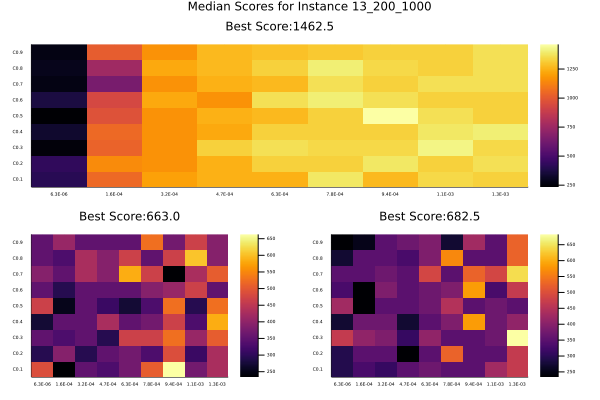 Median Scores for Instance 13_200_1000
Best Score:1462.5
C0.9
C0.8
C0.7
C0.6
C0.5
C0.4
C0.3
C0.2
C0.1
6.3E-06 1.6E-04 3.2E-04 4.7E-04 6.3E-04 7.8E-04 9.4E-04 1.1E-03 1.3E-03
1250
1000
750
500
250
Best Score:663.0
C0.9
C0.8
C0.7
C0.6
C0.5
C0.4
C0.3
C0.2
C0.1
6.3E-06 1.6E-04 3.2E-04 4.7E-04 6.3E-04 7.8E-04 9.4E-04 1.1E-03 1.3E-03
650
600
550
500
450
400
350
300
250
Best Score:682.5
C0.9
C0.8
C0.7
C0.6
C0.5
C0.4
C0.3
C0.2
C0.1
6.3E-06 1.6E-04 3.2E-04 4.7E-04 6.3E-04 7.8E-04 9.4E-04 1.1E-03 1.3E-03
650
600
550
500
450
400
350
300
250